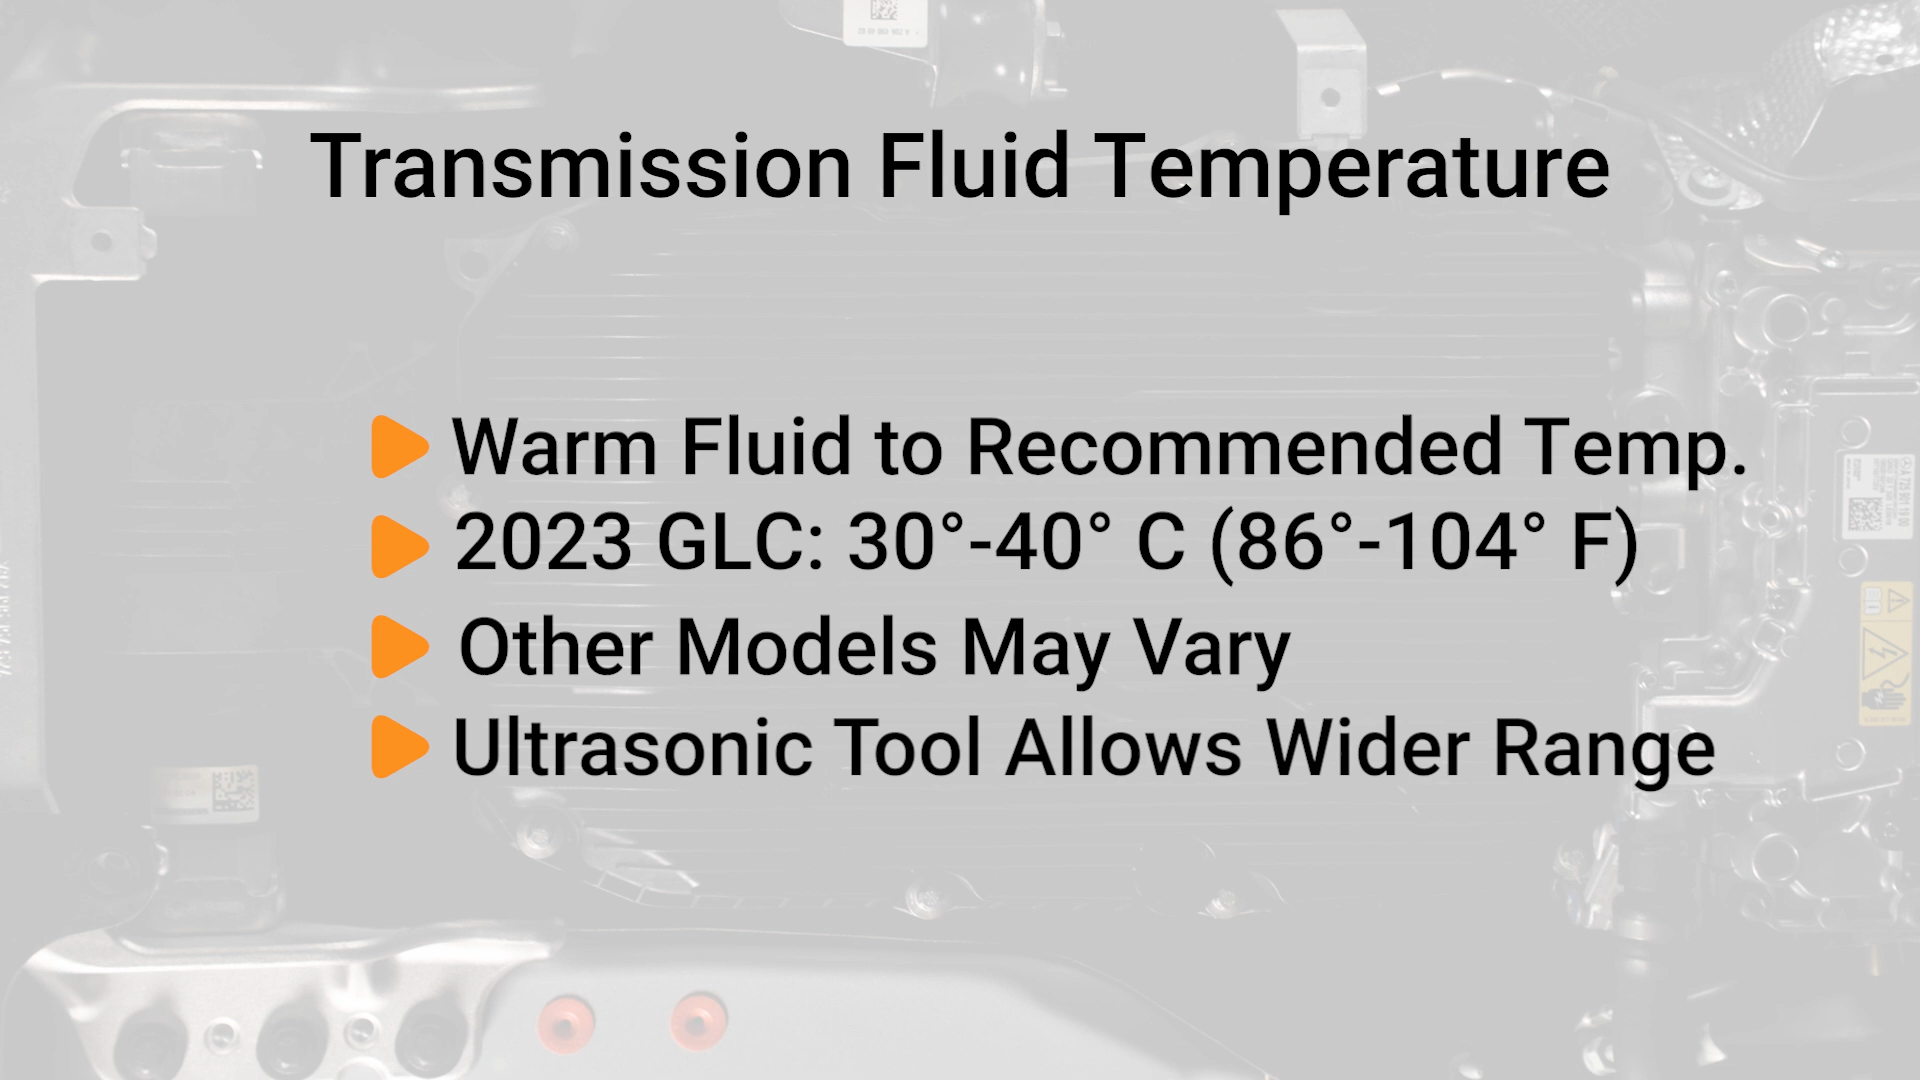 Transmission Fluid Temperature
Warm Fluid to Recommended Temp.
2023 GLC: 30°-40° C (86°-104° F)
Other Models May Vary
Ultrasonic Tool Allows Wider Range